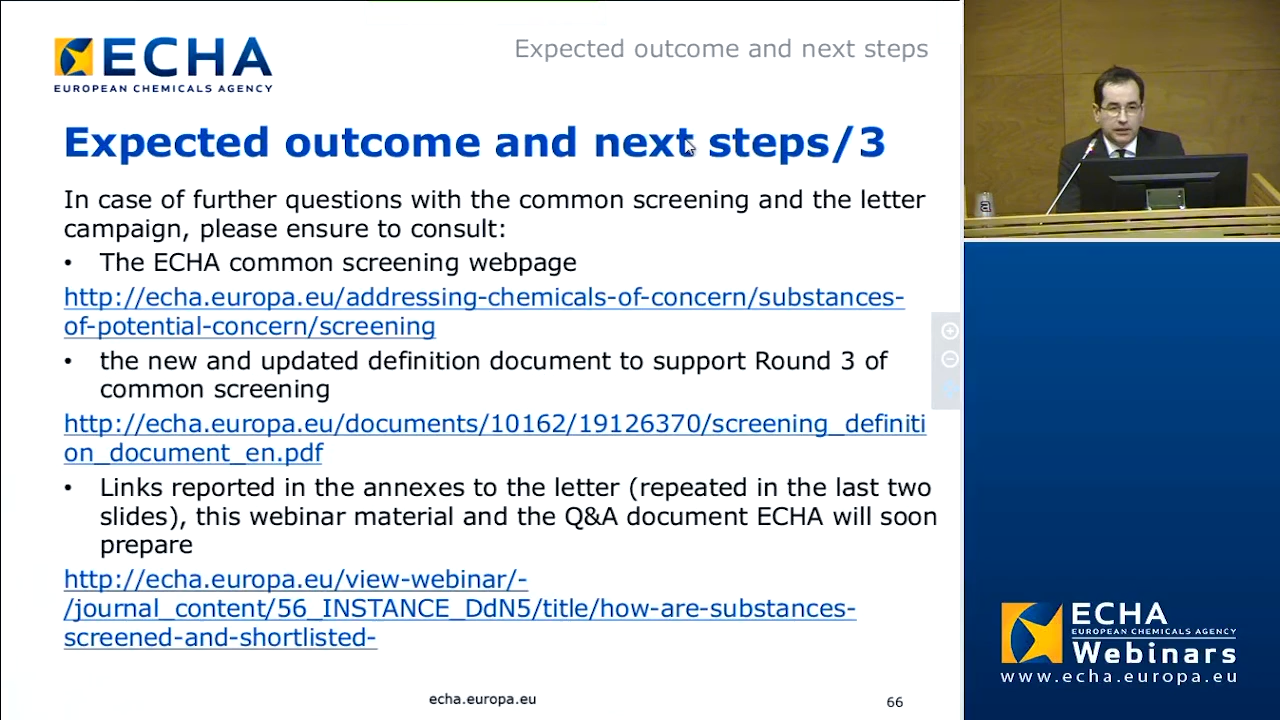 ECHA
EUROPEAN CHEMICALS AGENCY
Expected outcome and next steps
Expected outcome and next steps/3
In case of further questions with the common screening and the letter
campaign, please ensure to consult:
• The ECHA common screening webpage
http://echa.europa.eu/addressing-chemicals-of-concern/substances-
of-potential-concern/screening
• the new and updated definition document to support Round 3 of
common screening
http://echa.europa.eu/documents/10162/19126370/screening_definiti
on_document_en.pdf
• Links reported in the annexes to the letter (repeated in the last two
slides), this webinar material and the Q&A document ECHA will soon
prepare
http://echa.europa.eu/view-webinar/-
/journal_content/56_INSTANCE_DdN5/title/how-are-substances-
screened-and-shortlisted-
echa.europa.eu
66
ECHA
EUROPEAN CHEMICALS AGENCY
Webinars
www.echa.europa.eu